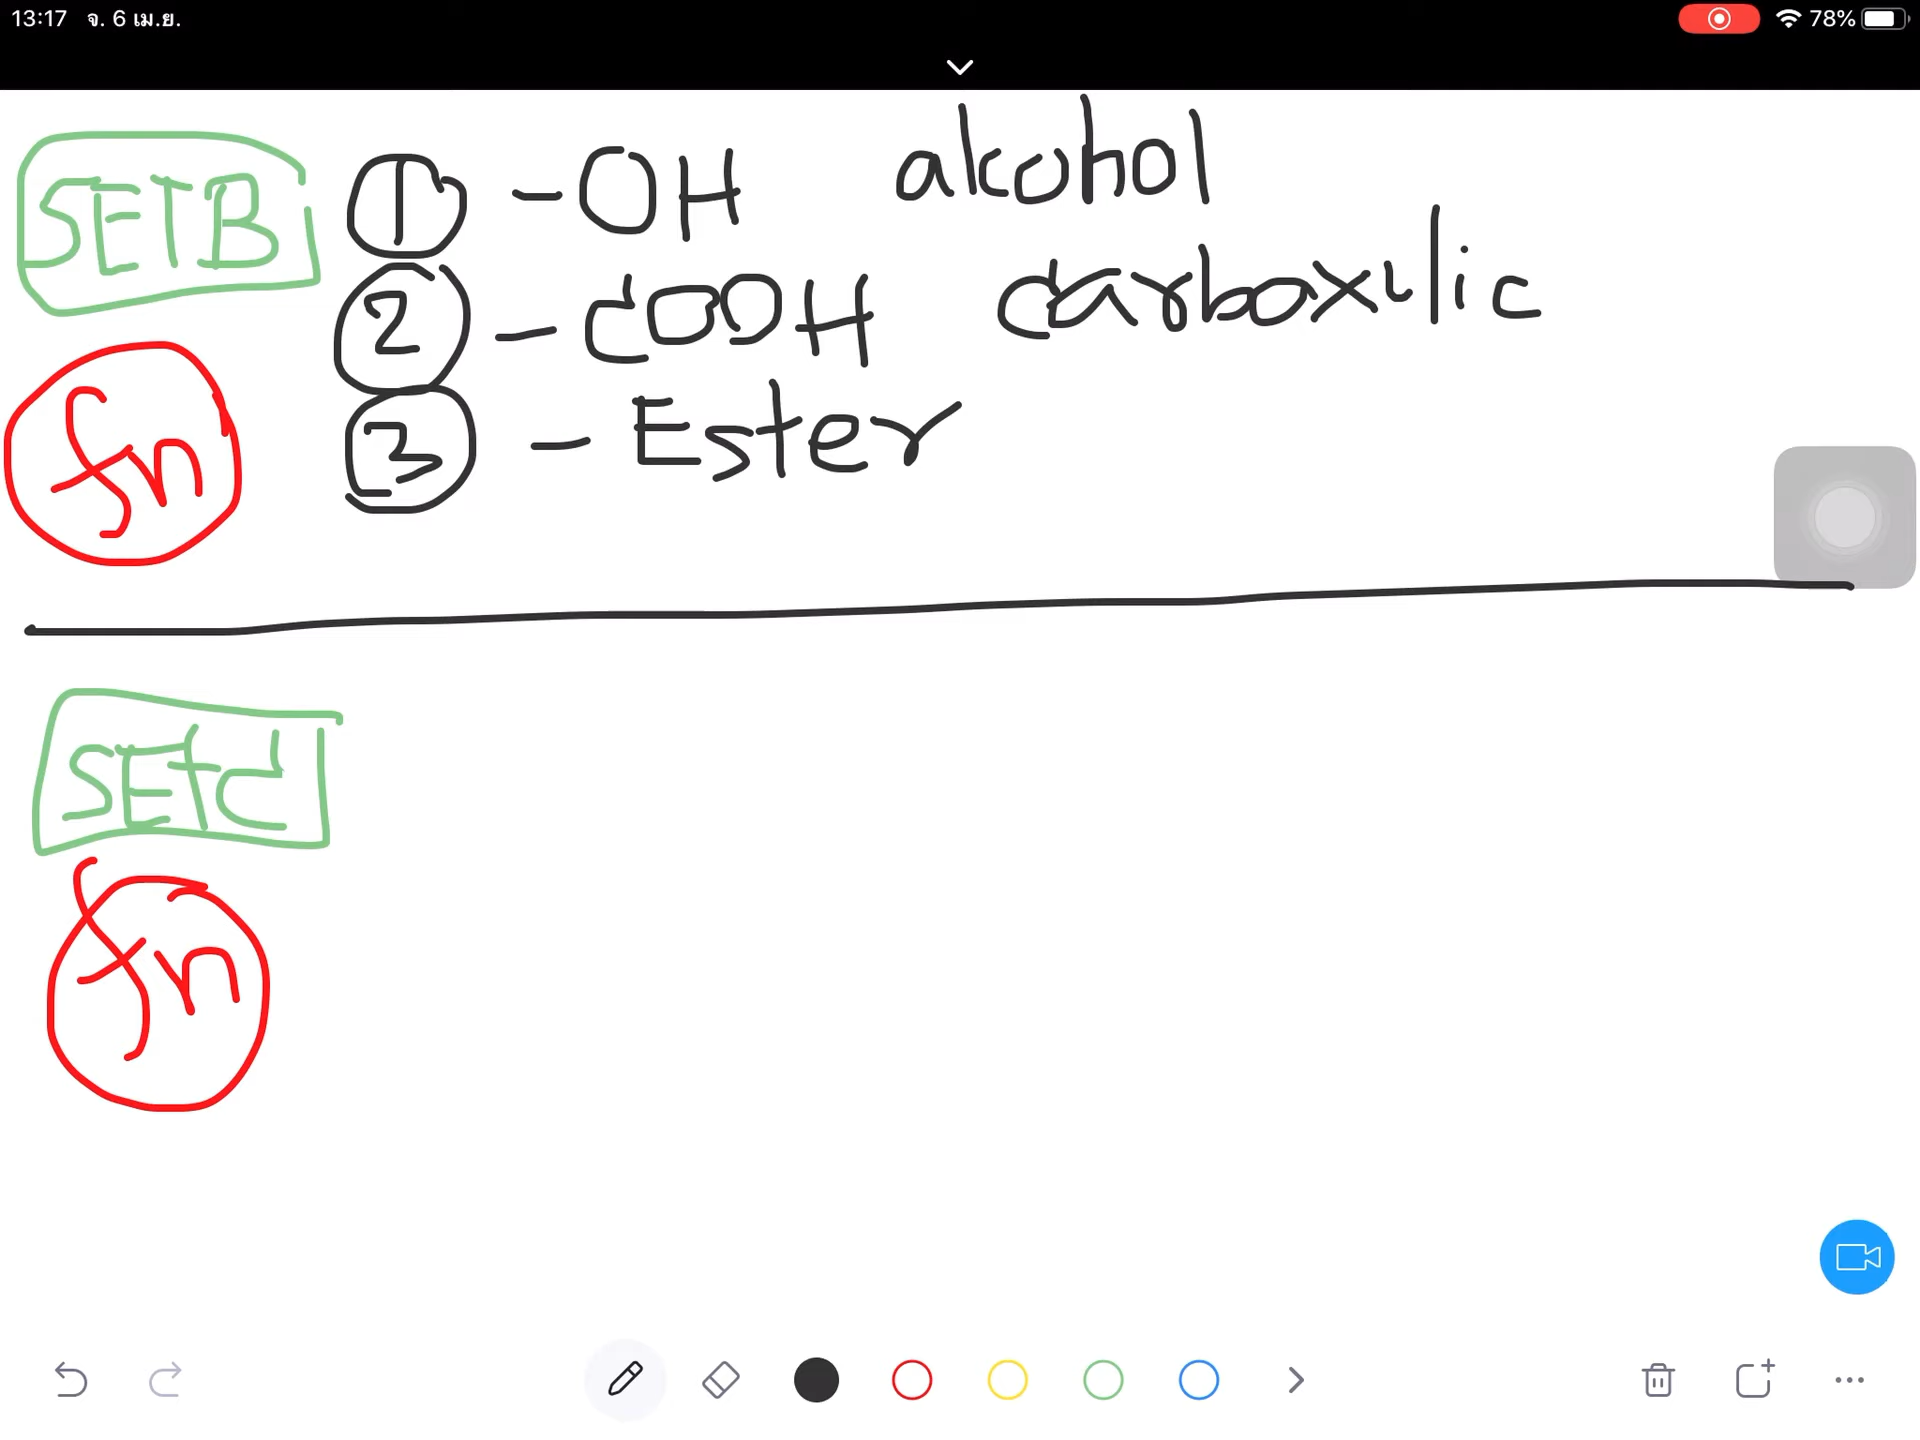 13:17 จ. 6 เม.ย. 78%
SETB ① -OH alcohol
② -COOH carboxylic
fn ③ - Ester
SETC
fn